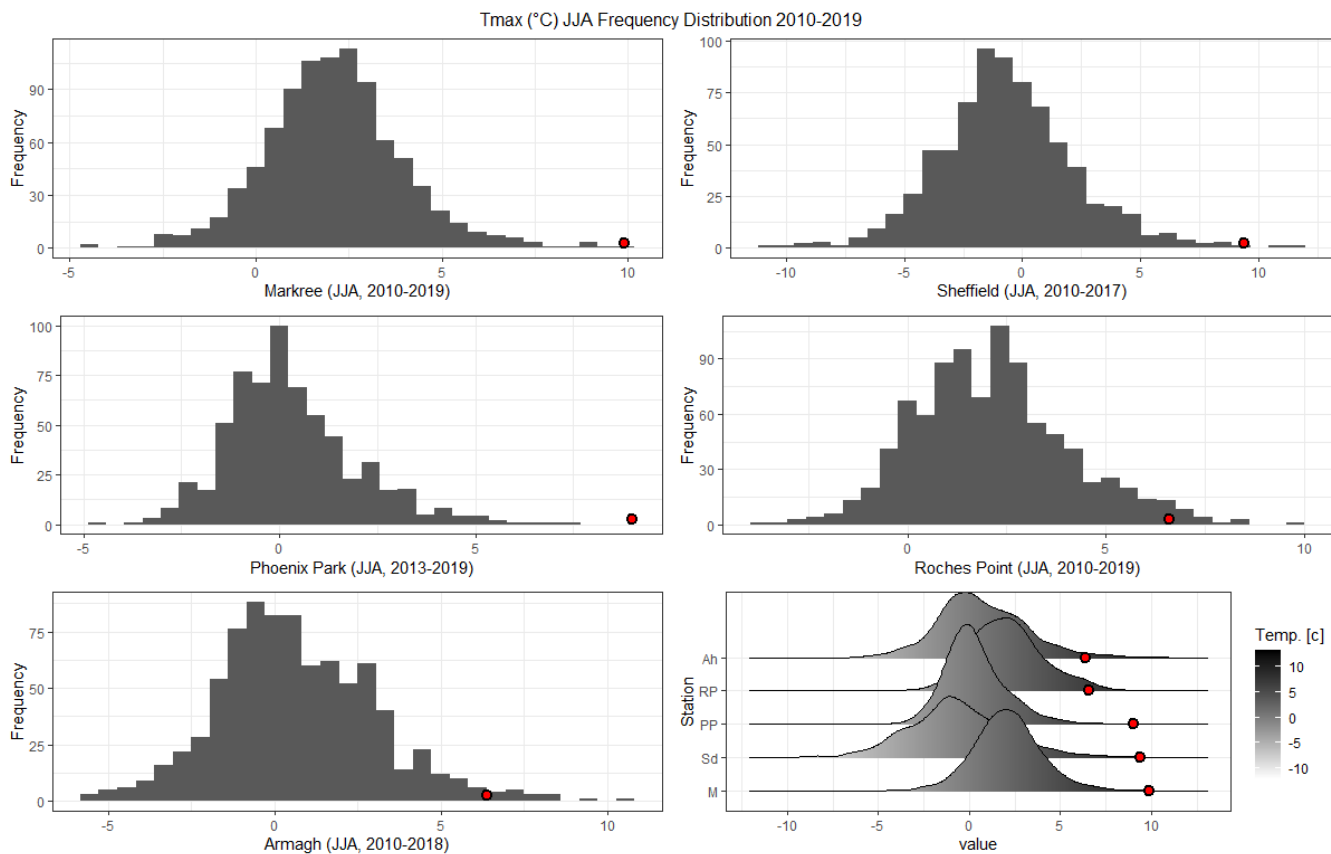 Tmax (°C) JJA Frequency Distribution 2010-2019
Frequency
90
60
30
0
-5
0
5
10
Markree (JJA, 2010-2019)
Frequency
100
75
50
25
0
-10
-5
0
5
10
Sheffield (JJA, 2010-2017)
Frequency
100
75
50
25
0
-5
0
5
Phoenix Park (JJA, 2013-2019)
Frequency
90
60
30
0
0
5
10
Roches Point (JJA, 2010-2019)
Frequency
75
50
25
0
-5
0
5
10
Armagh (JJA, 2010-2018)
Station
Ah
RP
PP
Sd
M
-10
-5
0
5
10
value
Temp. [c]
10
5
0
-5
-10